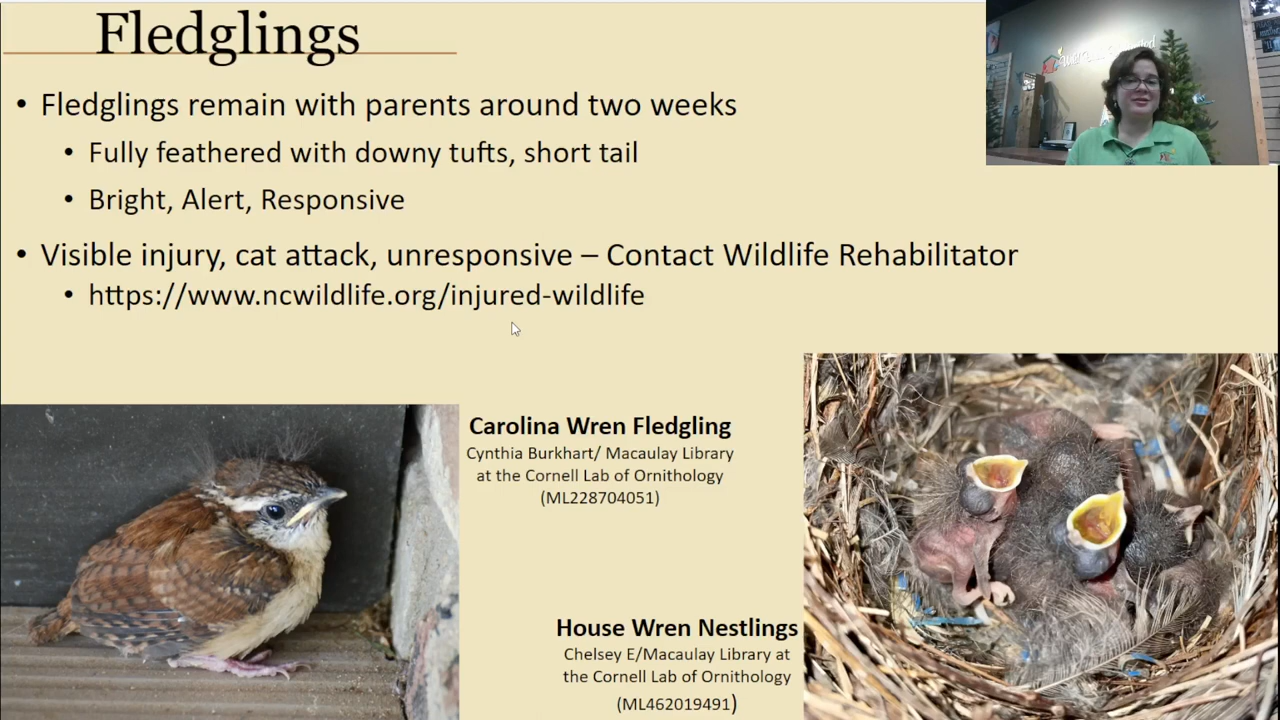 Fledglings
• Fledglings remain with parents around two weeks
• Fully feathered with downy tufts, short tail
• Bright, Alert, Responsive
• Visible injury, cat attack, unresponsive – Contact Wildlife Rehabilitator
• https://www.ncwildlife.org/injured-wildlife
Carolina Wren Fledgling
Cynthia Burkhart/ Macaulay Library
at the Cornell Lab of Ornithology
(ML228704051)
House Wren Nestlings
Chelsey E/Macaulay Library at
the Cornell Lab of Ornithology
(ML462019491)